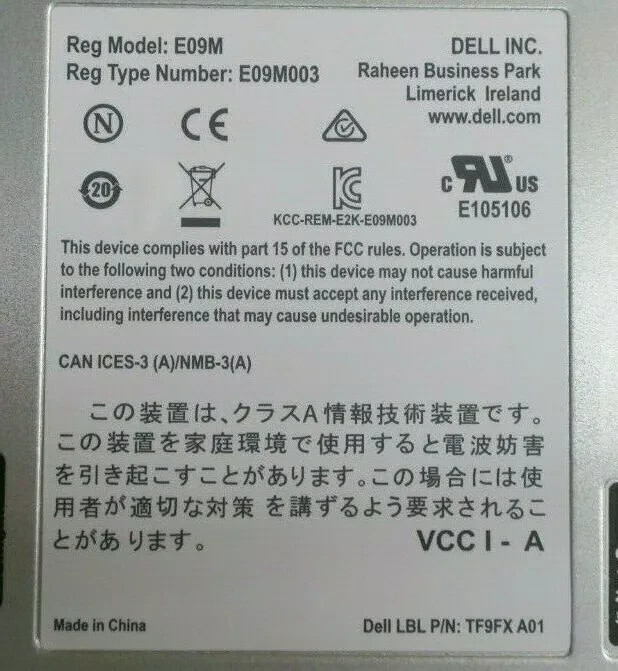 Reg Model: E09M
Reg Type Number: E09M003
DELL INC.
Raheen Business Park
Limerick Ireland
www.dell.com
N
CE
20
KC
KCC-REM-E2K-E09M003
c RU ® US
E105106
This device complies with part 15 of the FCC rules. Operation is subject
to the following two conditions: (1) this device may not cause harmful
interference and (2) this device must accept any interference received,
including interference that may cause undesirable operation.
CAN ICES-3 (A)/NMB-3(A)
この装置は、クラスA情報技術装置です。
この装置を家庭環境で使用すると電波妨害
を引き起こすことがあります。この場合には使
用者が適切な対策 を講ずるよう要求されるこ
とがあ ります。
VCC I - A
Made in China
Dell LBL P/N: TF9FX A01